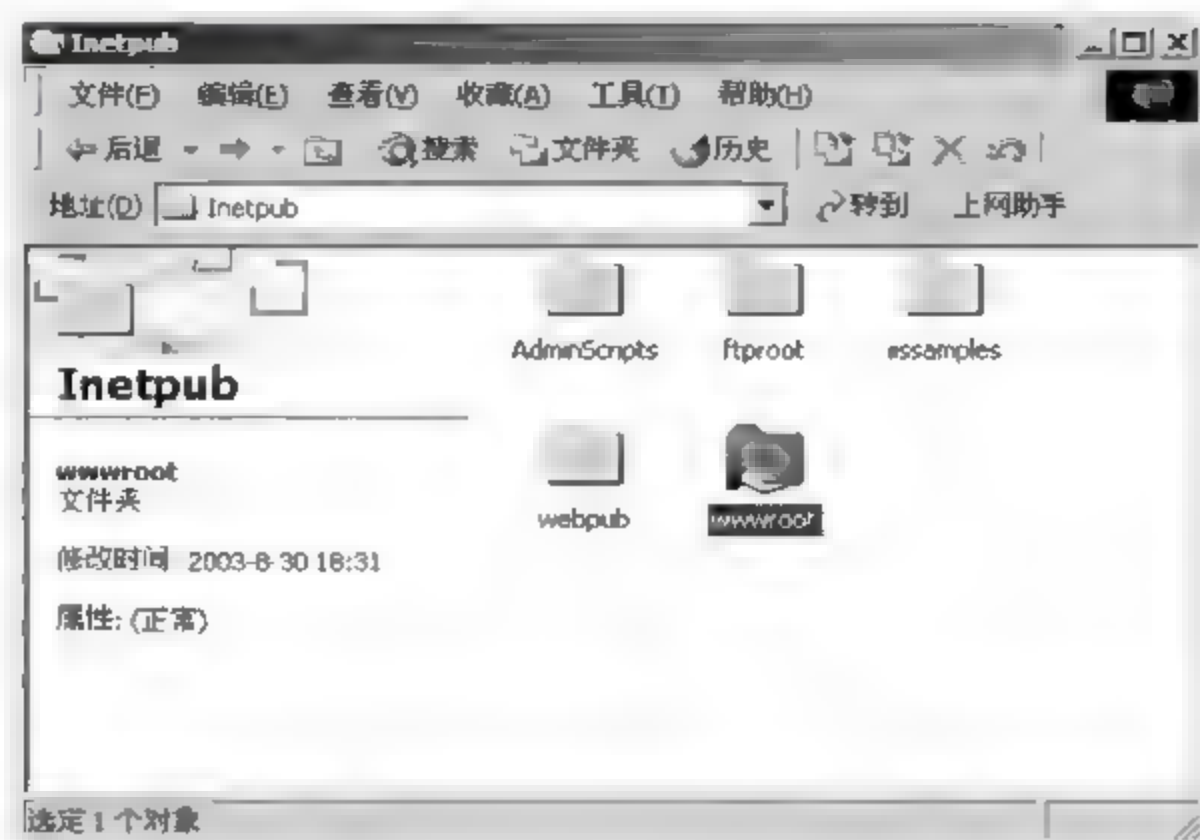 Inetpub
文件(F) 编辑(E) 查看(V) 收藏(A) 工具(T) 帮助(H)
后退 搜索 文件夹 历史
地址(D) Inetpub 转到 上网助手
AdminScripts ftproot issamples
Inetpub
wwwroot
文件夹
webpub wwwroot
修改时间 2003-8-30 18:31
属性: (正常)
选定 1 个对象